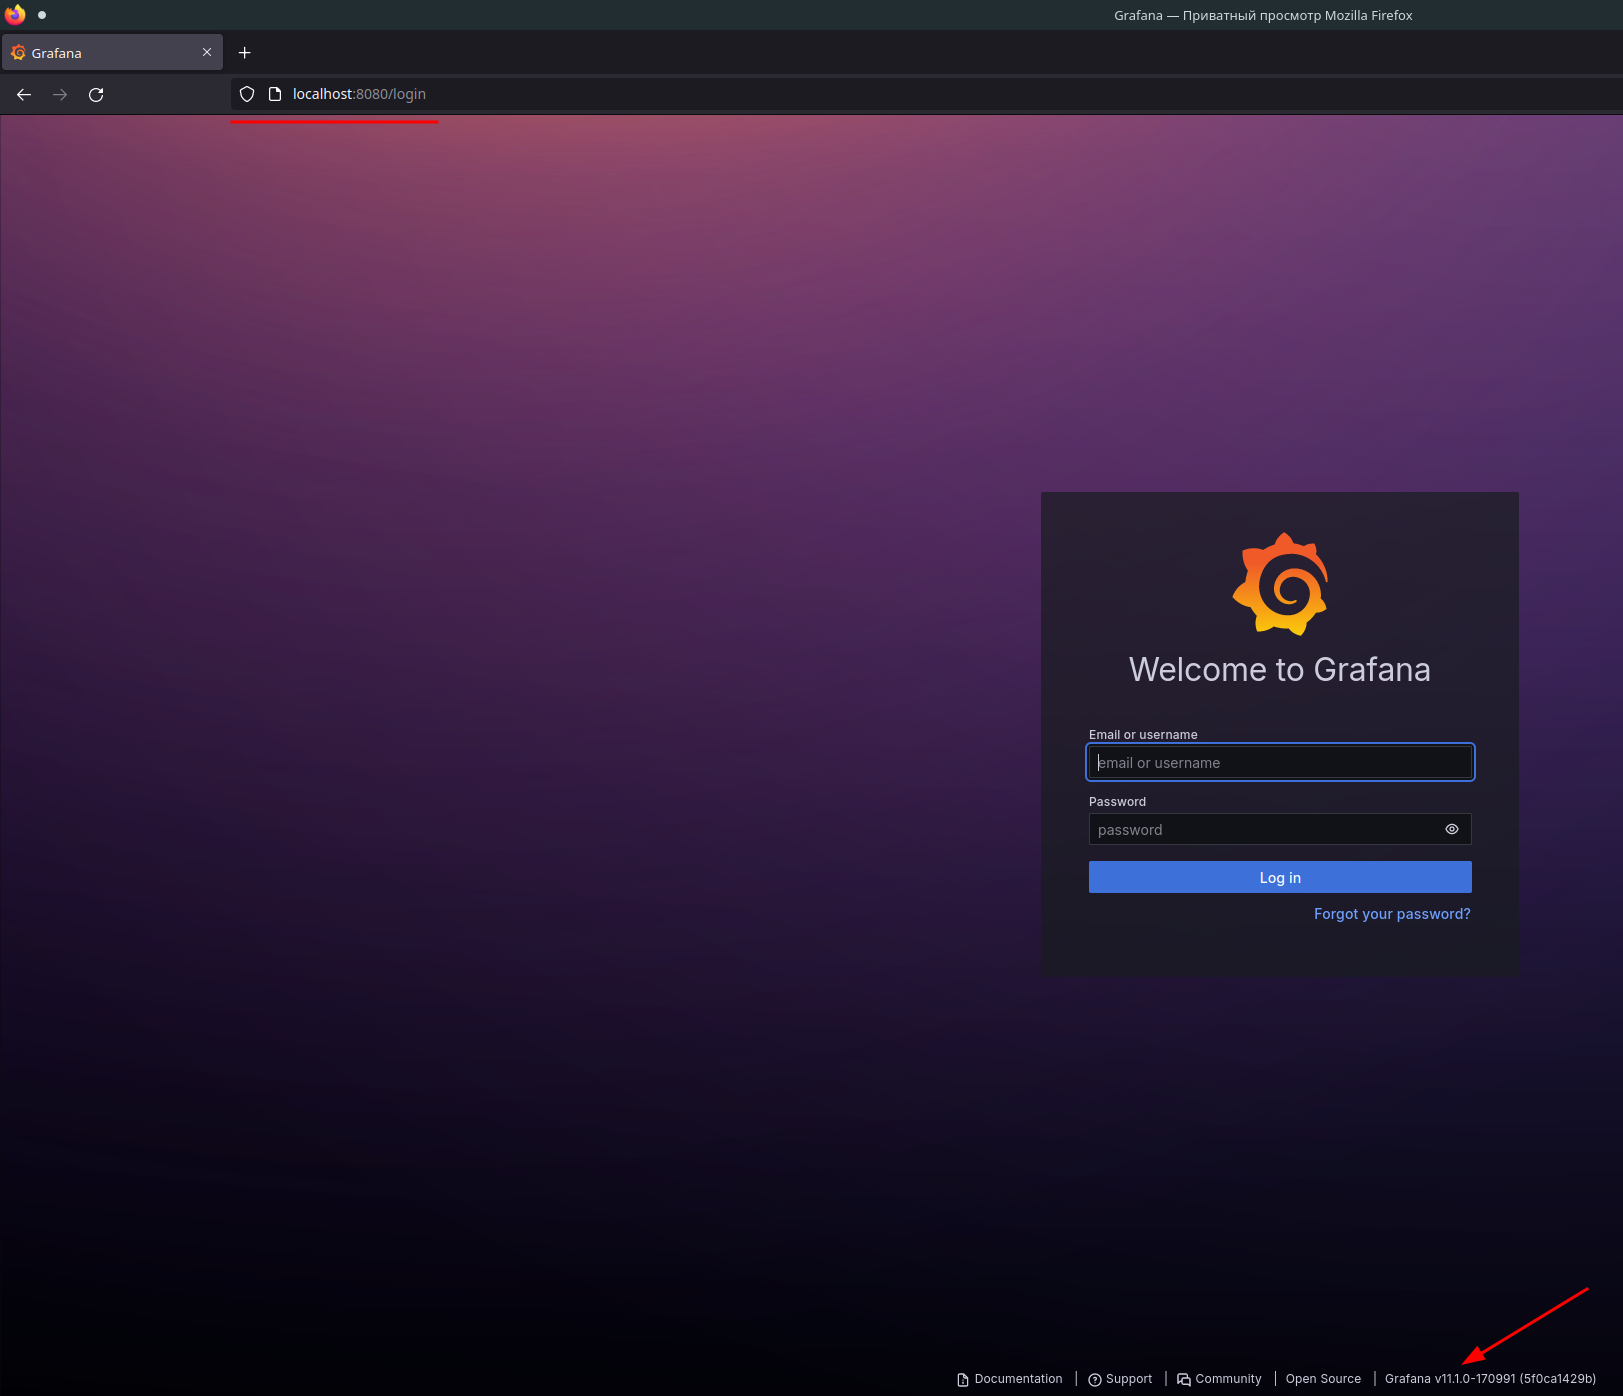 Grafana — Приватный просмотр Mozilla Firefox
Grafana
localhost:8080/login
Welcome to Grafana
Email or username
email or username
Password
password
Log in
Forgot your password?
Documentation | Support | Community | Open Source | Grafana v11.1.0-170991 (5f0ca1429b)